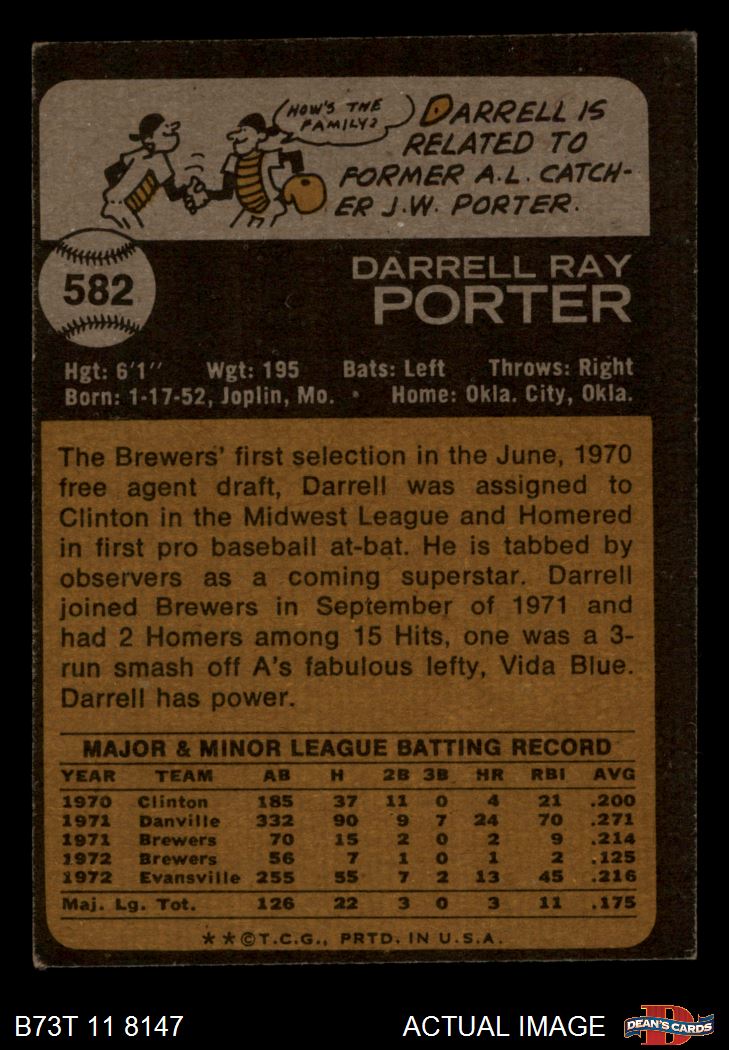 HOW'S THE
FAMILY?
DARRELL IS
RELATED TO
FORMER A.L. CATCH-
ER J.W. PORTER.
582
DARRELL RAY
PORTER
Hgt: 6'1" Wgt: 195 Bats: Left Throws: Right
Born: 1-17-52, Joplin, Mo. • Home: Okla. City, Okla.
The Brewers' first selection in the June, 1970
free agent draft, Darrell was assigned to
Clinton in the Midwest League and Homered
in first pro baseball at-bat. He is tabbed by
observers as a coming superstar. Darrell
joined Brewers in September of 1971 and
had 2 Homers among 15 Hits, one was a 3-
run smash off A's fabulous lefty, Vida Blue.
Darrell has power.
MAJOR & MINOR LEAGUE BATTING RECORD
YEAR TEAM AB H 2B 3B HR RBI AVG
1970 Clinton 185 37 11 0 4 21 .200
1971 Danville 332 90 9 7 24 70 .271
1971 Brewers 70 15 2 0 2 9 .214
1972 Brewers 56 7 1 0 1 2 .125
1972 Evansville 255 55 7 2 13 45 .216
Maj. Lg. Tot. 126 22 3 0 3 11 .175
**©T.C.G., PRTD. IN U.S.A.
B73T 11 8147 ACTUAL IMAGE DEAN'S CARDS